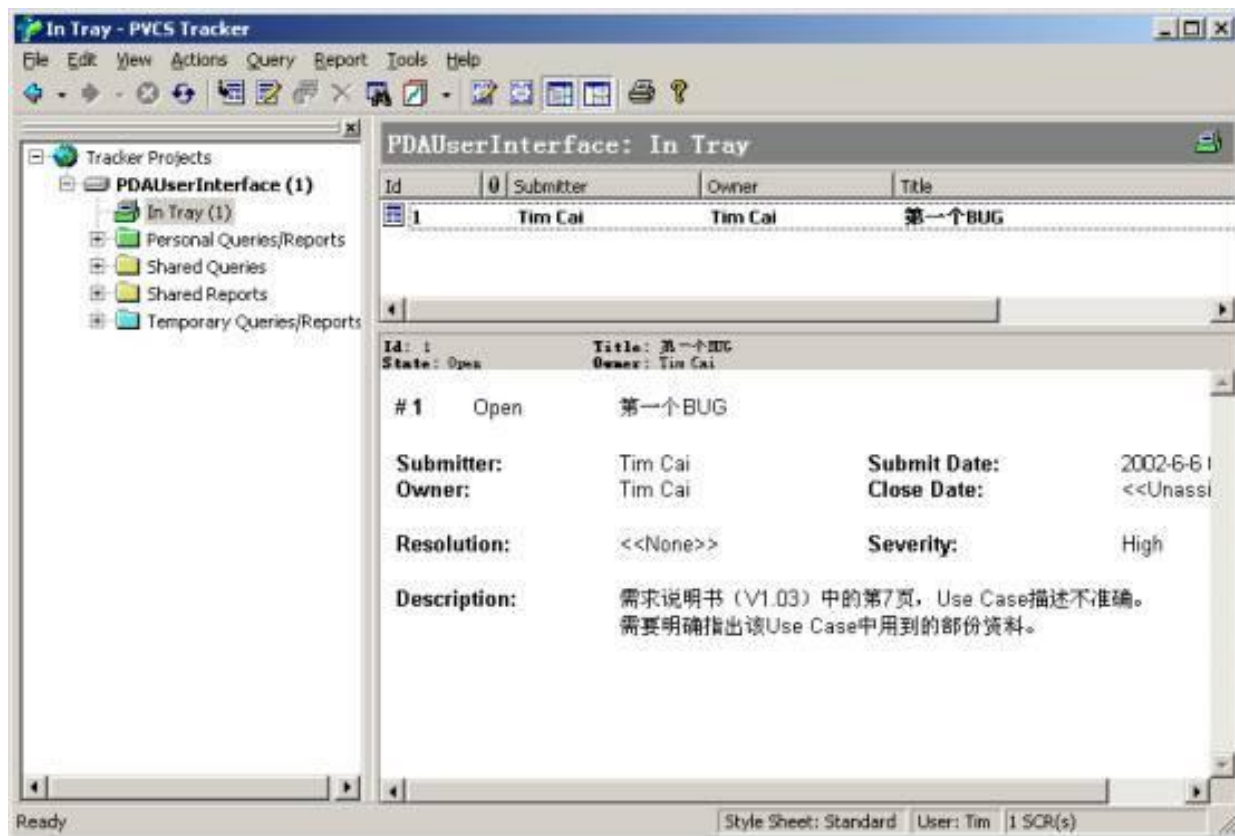 In Tray - PVCS Tracker
File Edit View Actions Query Report Tools Help
Tracker Projects
PDAUserInterface (1)
In Tray (1)
Personal Queries/Reports
Shared Queries
Shared Reports
Temporary Queries/Reports
PDAUserInterface: In Tray
Id Submitter Owner Title
1 Tim Cai Tim Cai 第一个BUG
Id: 1 Title: 第一个BUG
State: Open Owner: Tim Cai
# 1 Open 第一个BUG
Submitter: Tim Cai Submit Date: 2002-6-6
Owner: Tim Cai Close Date: <<Unassi
Resolution: <<None>> Severity: High
Description: 需求说明书（V1.03）中的第7页，Use Case描述不准确。
需要明确指出该Use Case中用到的部份资料。
Ready Style Sheet: Standard User: Tim 1 SCR(s)